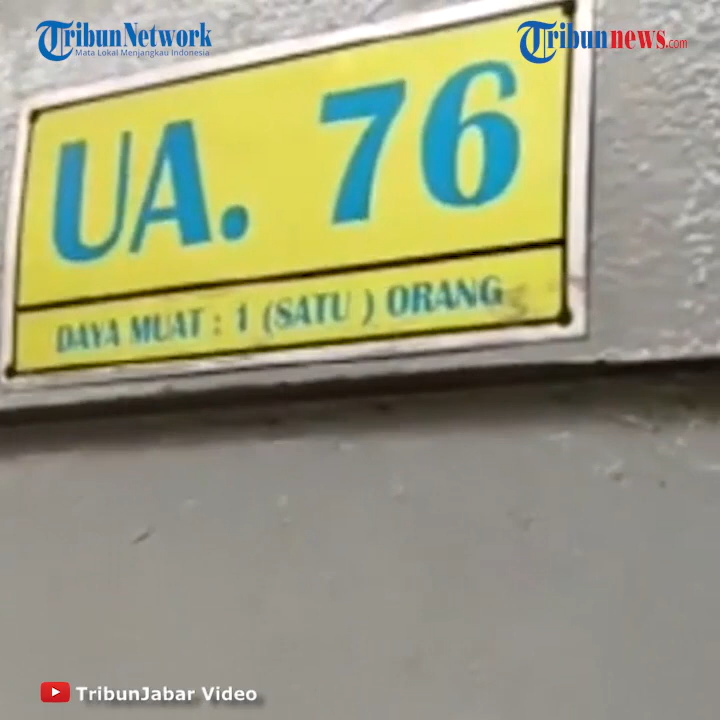 TribunNetwork
Mata Lokal Menjangkau Indonesia
Tribunnews.com
UA. 76
DAYA MUAT : 1 (SATU ) ORANG
TribunJabar Video